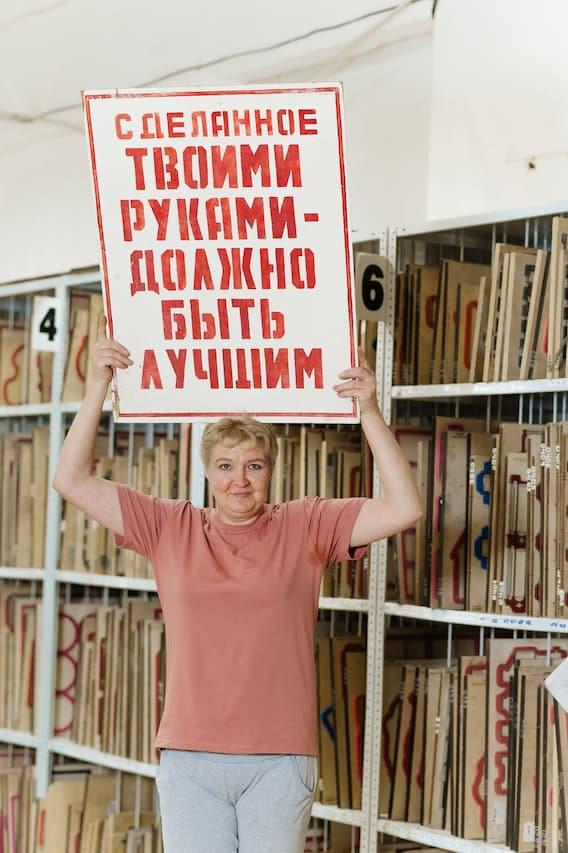 СДЕЛАННОЕ
ТВОИМИ
РУКАМИ-
ДОЛЖНО
БЫТЬ
ЛУЧШИМ
4
6